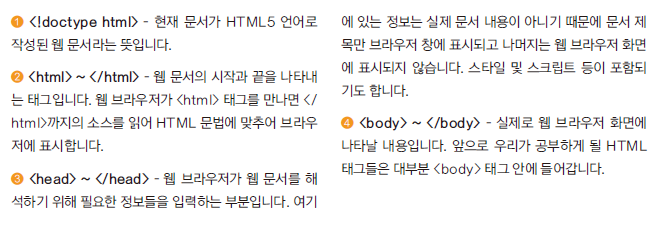 ❶ <!doctype html> - 현재 문서가 HTML5 언어로
작성된 웹 문서라는 뜻입니다.
❷ <html> ~ </html> - 웹 문서의 시작과 끝을 나타내
는 태그입니다. 웹 브라우저가 <html> 태그를 만나면 </
html>까지의 소스를 읽어 HTML 문법에 맞추어 브라우
저에 표시합니다.
❸ <head> ~ </head> - 웹 브라우저가 웹 문서를 해
석하기 위해 필요한 정보들을 입력하는 부분입니다. 여기
에 있는 정보는 실제 문서 내용이 아니기 때문에 문서 제
목만 브라우저 창에 표시되고 나머지는 웹 브라우저 화면
에 표시되지 않습니다. 스타일 및 스크립트 등이 포함되
기도 합니다.
❹ <body> ~ </body> - 실제로 웹 브라우저 화면에
나타날 내용입니다. 앞으로 우리가 공부하게 될 HTML
태그들은 대부분 <body> 태그 안에 들어갑니다.